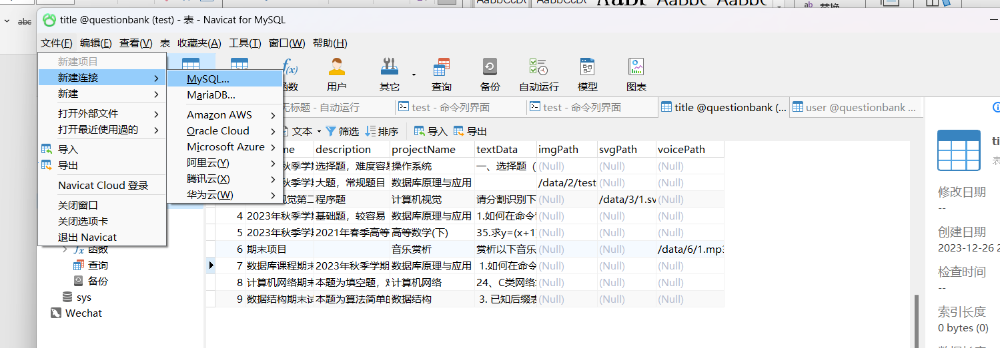 AaBbCcDc AaBbCcDc AaBb AaBbC AaBbC
ab 替换
abc
title @questionbank (test) - 表 - Navicat for MySQL
文件(F) 编辑(E) 查看(V) 表 收藏夹(A) 工具(T) 窗口(W) 帮助(H)
新建项目
新建连接
新建
打开外部文件
打开最近使用過的
导入
导出
Navicat Cloud 登录
关闭窗口
关闭选项卡
退出 Navicat
MySQL...
MariaDB...
Amazon AWS
Oracle Cloud
Microsoft Azure
阿里云(Y)
腾讯云(X)
华为云(W)
f(x)
函数 用户 其它 查询 备份 自动运行 模型 图表
无标题 - 自动运行 test - 命令列界面 test - 命令列界面 title @questionbank (... user @questionbank ...
文本 筛选 排序 导入 导出
me description projectName textData imgPath svgPath voicePath
秋季学期 选择题，难度容易 操作系统 一、选择题（ (Null) (Null) (Null)
秋季学期 大题，常规题目 数据库原理与应用 /data/2/test (Null) (Null)
视觉第二 程序题 计算机视觉 请分割识别下 (Null) /data/3/1.sv (Null)
4 2023年秋季学期 基础题，较容易 数据库原理与应用 1.如何在命令 (Null) (Null) (Null)
5 2023年秋季学期 2021年春季高等 高等数学(下) 35.求y=(x+1) (Null) (Null) (Null)
6 期末项目 音乐赏析 赏析以下音乐 (Null) (Null) /data/6/1.mp3
7 数据库课程期末 2023年秋季学期 数据库原理与应用 1.如何在命令 (Null) (Null) (Null)
8 计算机网络期末 本题为填空题，难 计算机网络 24、C类网络 (Null) (Null) (Null)
9 数据结构期末试 本题为算法简单的 数据结构 3. 已知后缀表 (Null) (Null) (Null)
fx 函数
查询
备份
sys
Wechat
ti
表
修改日期
--
创建日期
2023-12-26 2
检查时间
--
索引长度
0 bytes (0)
数据长度